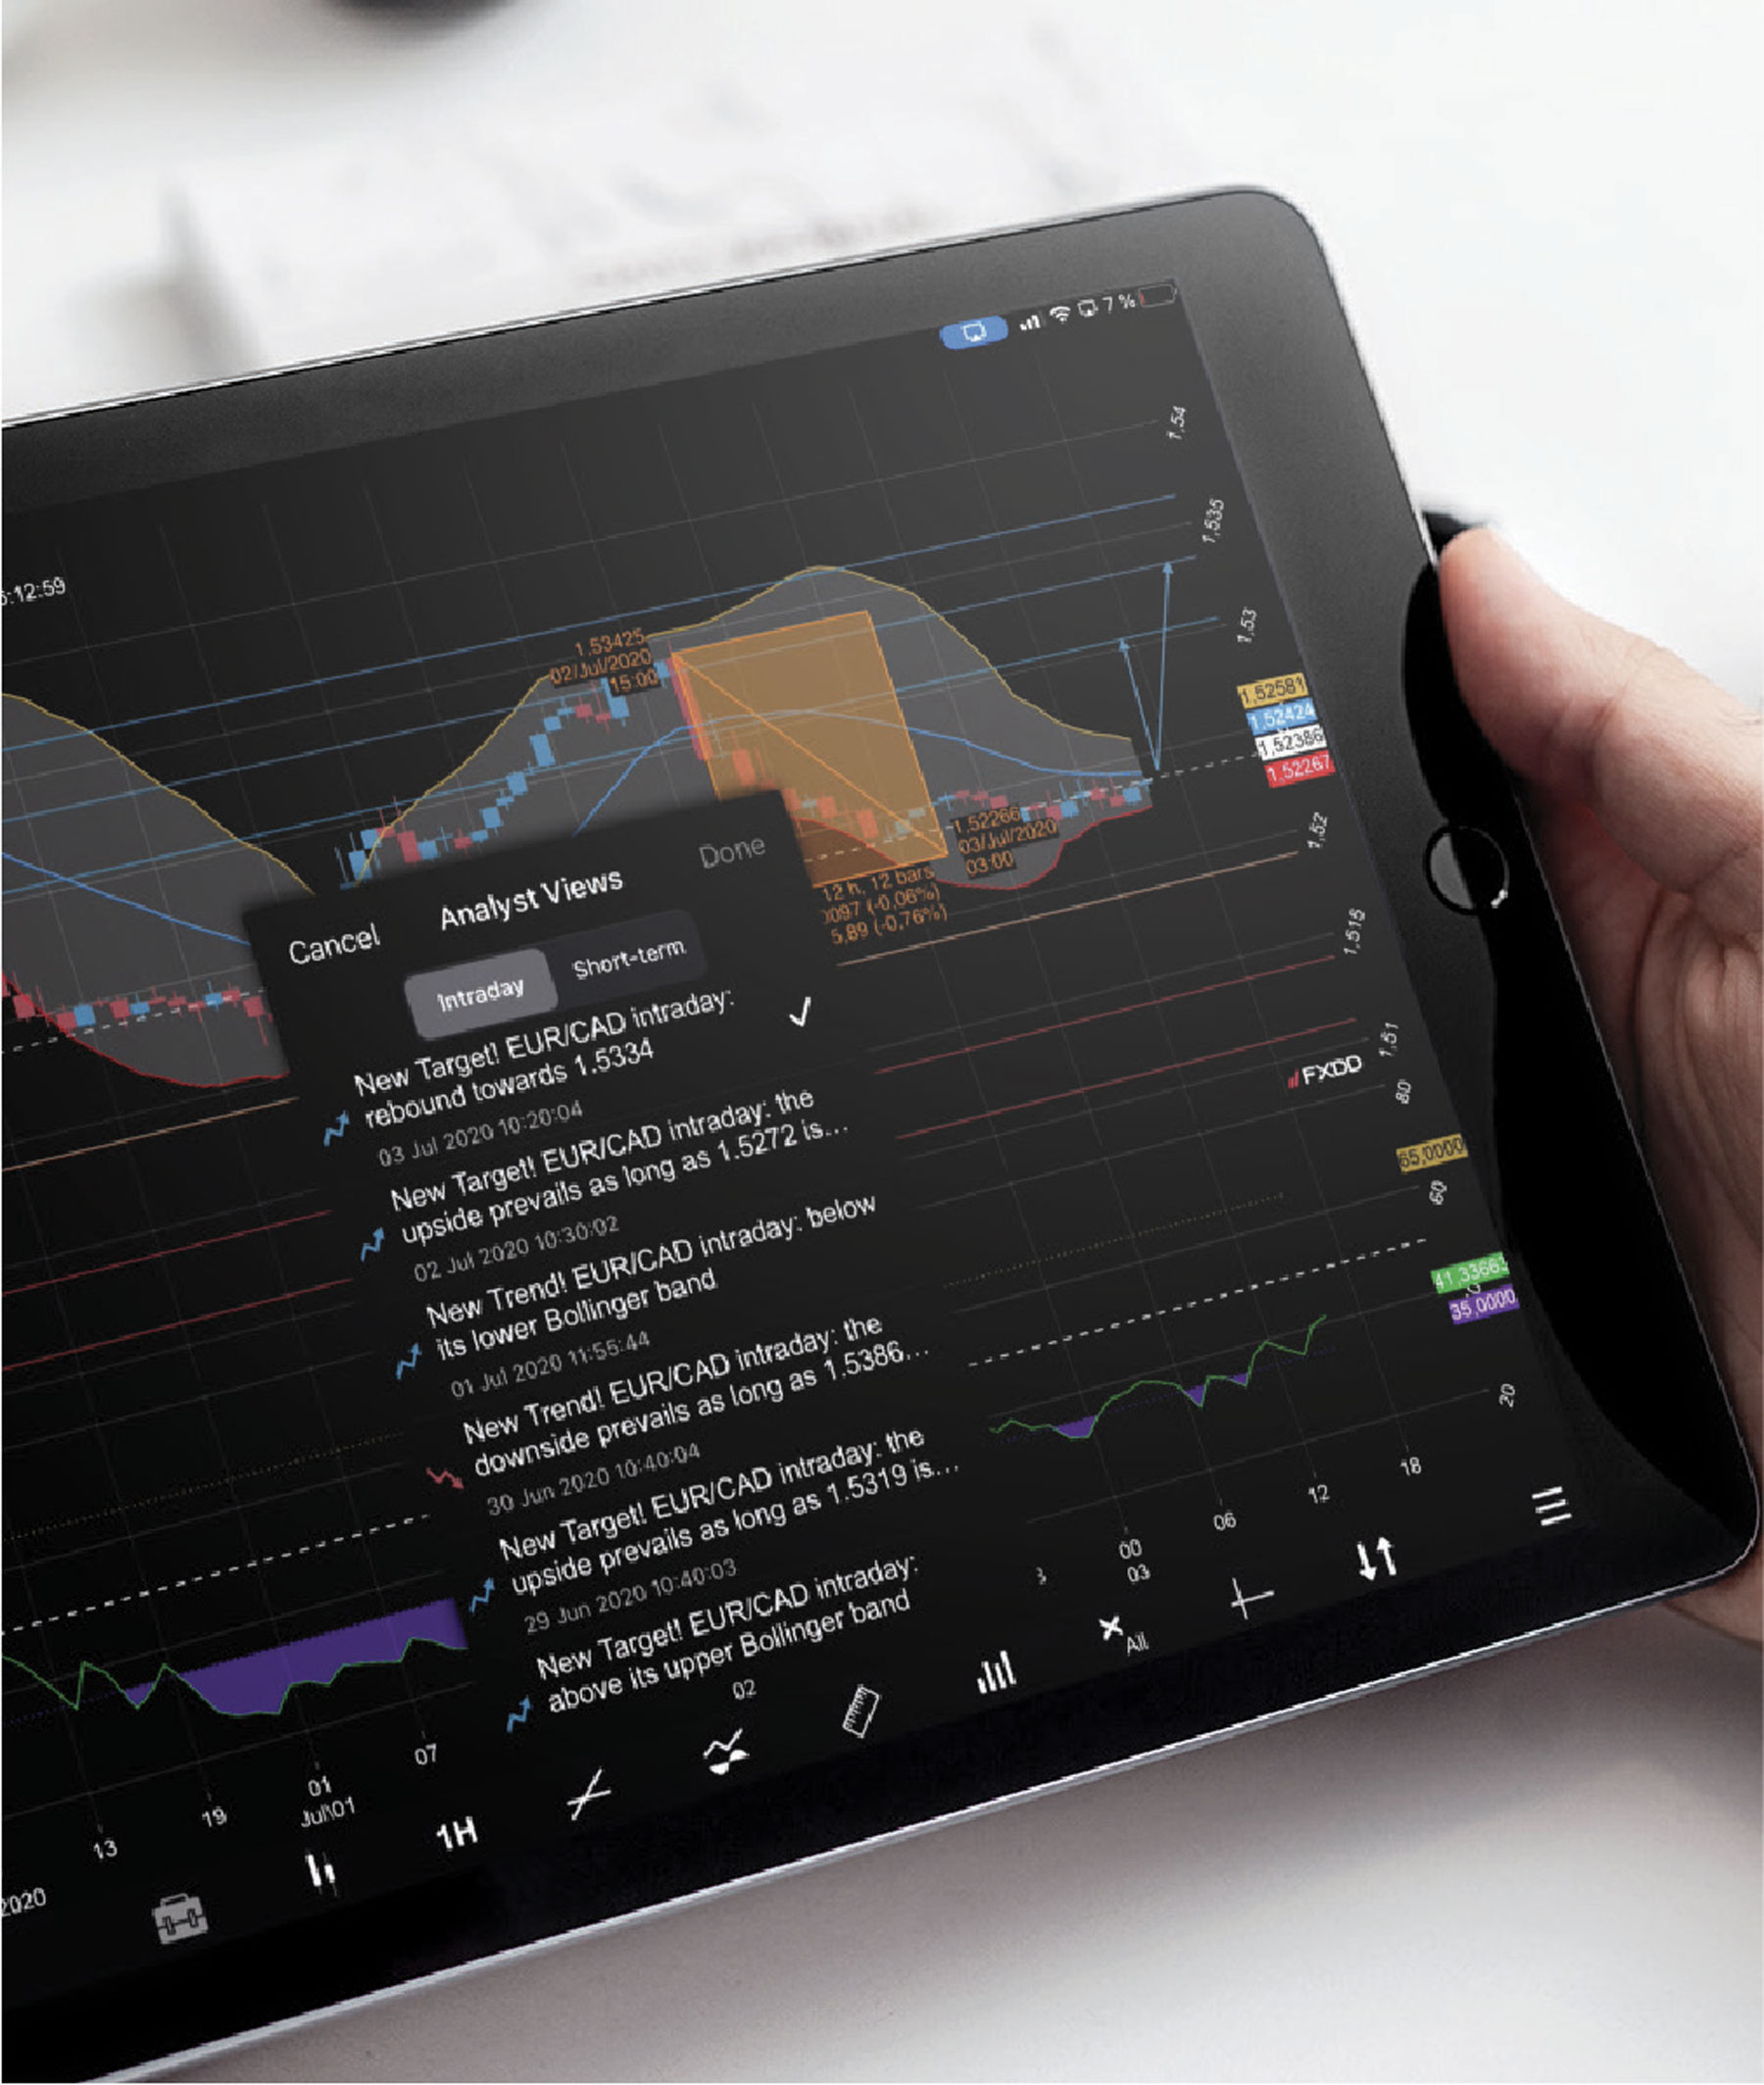 7 %
1,54
1,535
:12:59
1.53425
02/Jul/2020
15:00
1,53
1,52581
1,52424
1,52386
1,52267
1.52266
03/Jul/2020
03:00
1,52
12 h, 12 bars
0097 (-0,06%)
5,89 (-0,76%)
1,515
1,51
FXDD
80
65,0000
60
41,33663
35,0000
20
Cancel
Analyst Views
Done
Intraday
Short-term
New Target! EUR/CAD intraday:
rebound towards 1.5334
03 Jul 2020 10:20:04
New Target! EUR/CAD intraday: the
upside prevails as long as 1.5272 is...
02 Jul 2020 10:30:02
New Trend! EUR/CAD intraday: below
its lower Bollinger band
01 Jul 2020 11:55:44
New Trend! EUR/CAD intraday: the
downside prevails as long as 1.5386...
30 Jun 2020 10:40:04
New Target! EUR/CAD intraday: the
upside prevails as long as 1.5319 is...
29 Jun 2020 10:40:03
New Target! EUR/CAD intraday:
above its upper Bollinger band
2020
13
19
01
Jul\01
07
02
00
03
06
12
18
1H
All